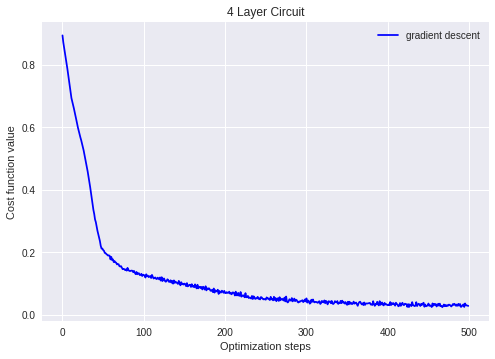 4 Layer Circuit
gradient descent
Cost function value
0.8
0.6
0.4
0.2
0.0
0 100 200 300 400 500
Optimization steps